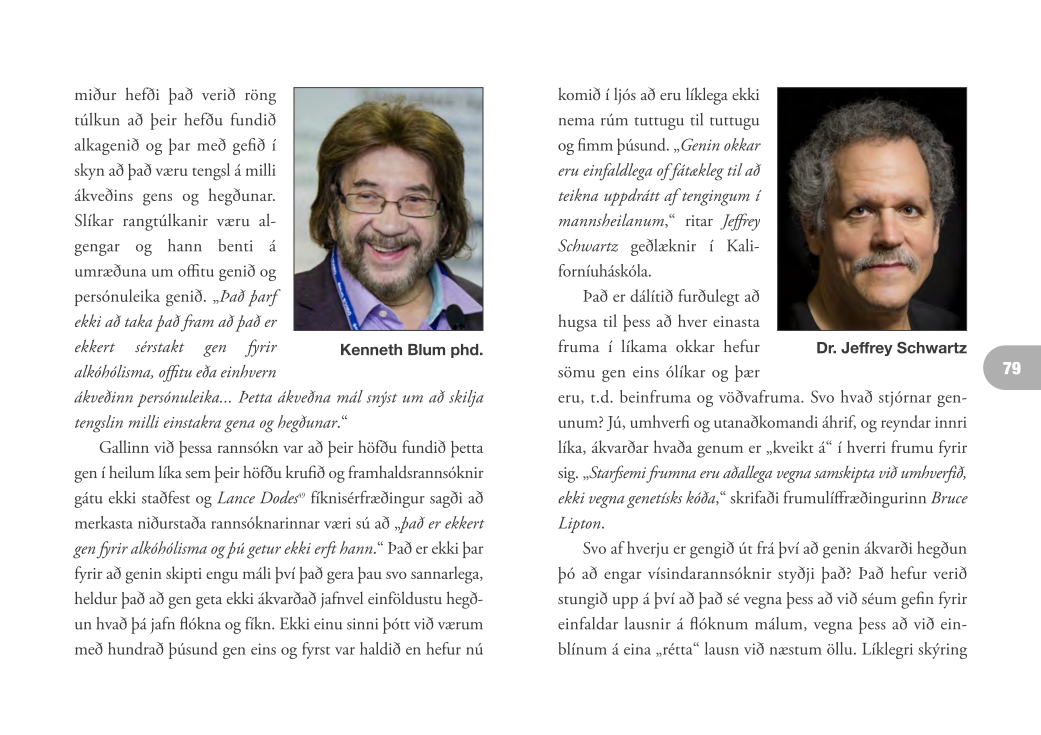 miður hefði það verið röng
túlkun að þeir hefðu fundið
alkagenið og þar með gefið í
skyn að það væru tengsl á milli
ákveðins gens og hegðunar.
Slíkar rangtúlkanir væru al-
gengar og hann benti á
umræðuna um offitu genið og
persónuleika genið. „Það þarf
ekki að taka það fram að það er
ekkert sérstakt gen fyrir
alkóhólisma, offitu eða einhvern
ákveðinn persónuleika... Þetta ákveðna mál snýst um að skilja
tengslin milli einstakra gena og hegðunar.“
Kenneth Blum phd.
Gallinn við þessa rannsókn var að þeir höfðu fundið þetta
gen í heilum líka sem þeir höfðu krufið og framhaldsrannsóknir
gátu ekki staðfest og Lance Dodes⁴⁹ fíknisérfræðingur sagði að
merkasta niðurstaða rannsóknarinnar væri sú að „það er ekkert
gen fyrir alkóhólisma og þú getur ekki erft hann.“ Það er ekki þar
fyrir að genin skipti engu máli því það gera þau svo sannarlega,
heldur það að gen geta ekki ákvarðað jafnvel einföldustu hegð-
un hvað þá jafn flókna og fíkn. Ekki einu sinni þótt við værum
með hundrað þúsund gen eins og fyrst var haldið en hefur nú
komið í ljós að eru líklega ekki
nema rúm tuttugu til tuttugu
og fimm þúsund. „Genin okkar
eru einfaldlega of fátækleg til að
teikna uppdrátt af tengingum í
mannsheilanum,“ ritar Jeffrey
Schwartz geðlæknir í Kali-
forníuháskóla.
Það er dálítið furðulegt að
hugsa til þess að hver einasta
fruma í líkama okkar hefur
sömu gen eins ólíkar og þær
eru, t.d. beinfruma og vöðvafruma. Svo hvað stjórnar gen-
unum? Jú, umhverfi og utanaðkomandi áhrif, og reyndar innri
líka, ákvarðar hvaða genum er „kveikt á“ í hverri frumu fyrir
sig. „Starfsemi frumna eru aðallega vegna samskipta við umhverfið,
ekki vegna genetísks kóða,“ skrifaði frumulíffræðingurinn Bruce
Lipton.
Dr. Jeffrey Schwartz
Svo af hverju er gengið út frá því að genin ákvarði hegðun
þó að engar vísindarannsóknir styðji það? Það hefur verið
stungið upp á því að það sé vegna þess að við séum gefin fyrir
einfaldar lausnir á flóknum málum, vegna þess að við ein-
blínum á eina „rétta“ lausn við næstum öllu. Líklegri skýring
79